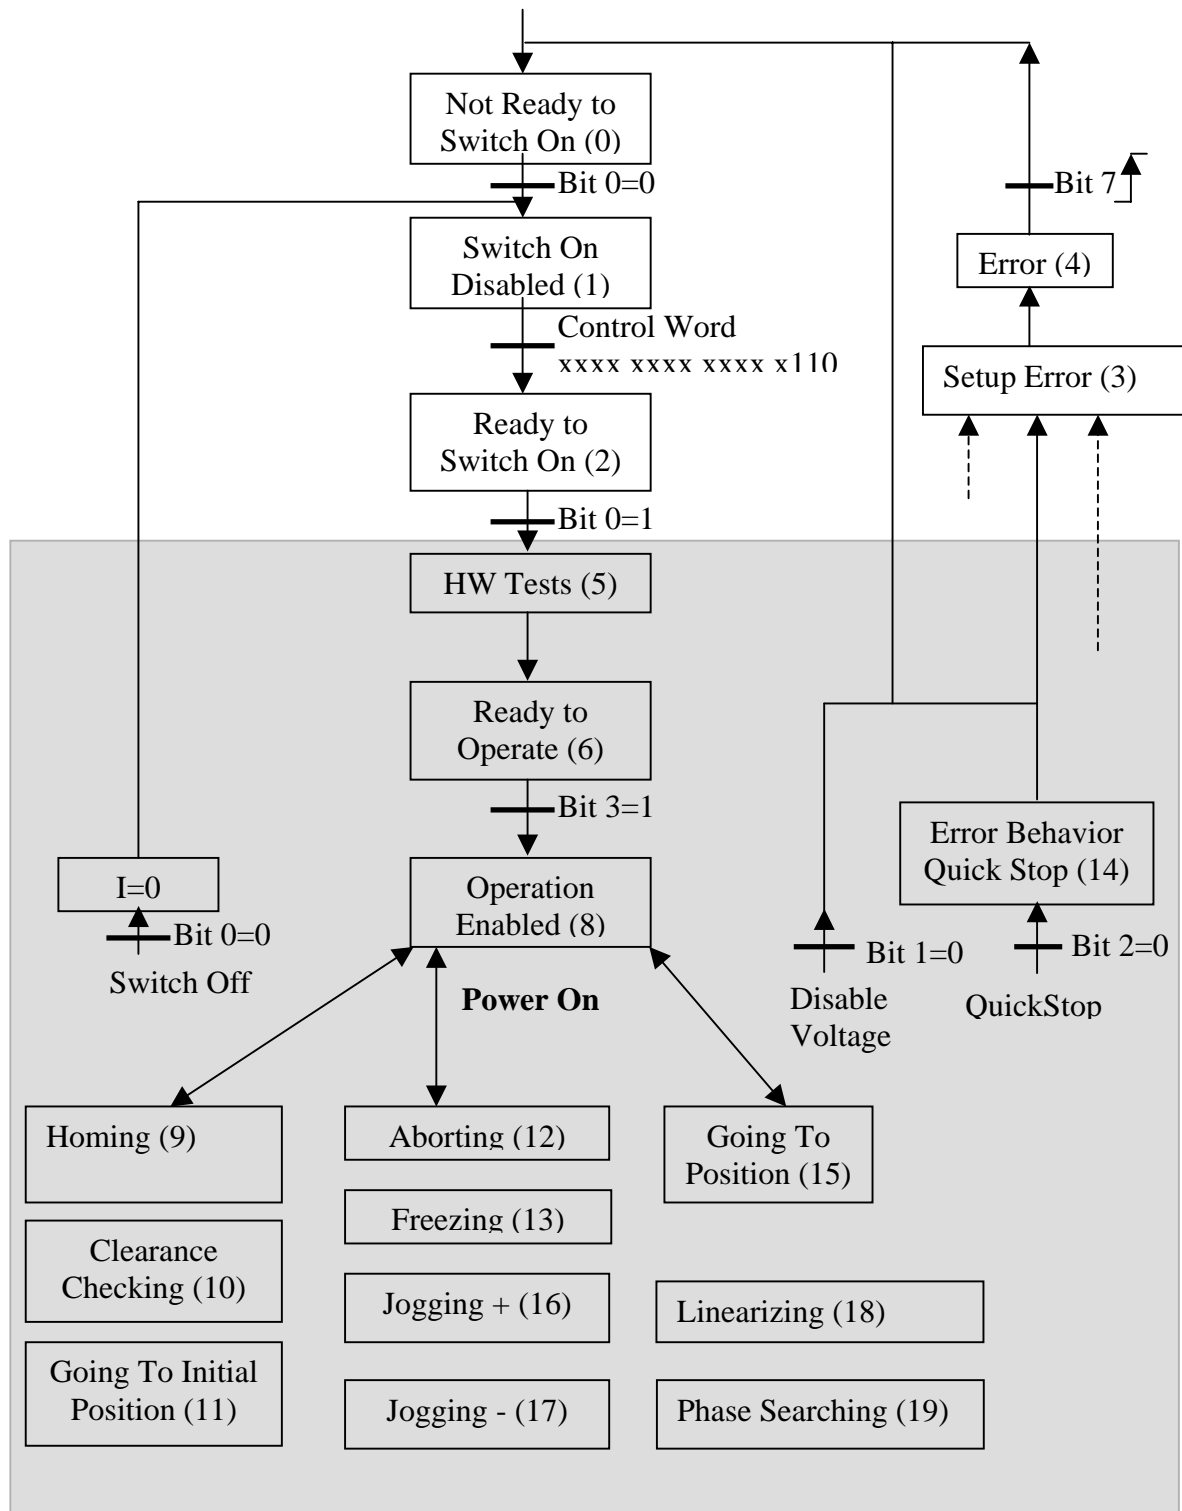 Not Ready to
Switch On (0)
Bit 0=0
Bit 7
Switch On
Disabled (1)
Error (4)
Control Word
xxxx xxxx xxxx x110
Setup Error (3)
Ready to
Switch On (2)
Bit 0=1
HW Tests (5)
Ready to
Operate (6)
Bit 3=1
Error Behavior
Quick Stop (14)
I=0
Operation
Enabled (8)
Bit 0=0
Switch Off
Bit 1=0
Bit 2=0
Power On
Disable
Voltage
QuickStop
Homing (9)
Aborting (12)
Going To
Position (15)
Freezing (13)
Clearance
Checking (10)
Jogging + (16)
Linearizing (18)
Going To Initial
Position (11)
Jogging - (17)
Phase Searching (19)